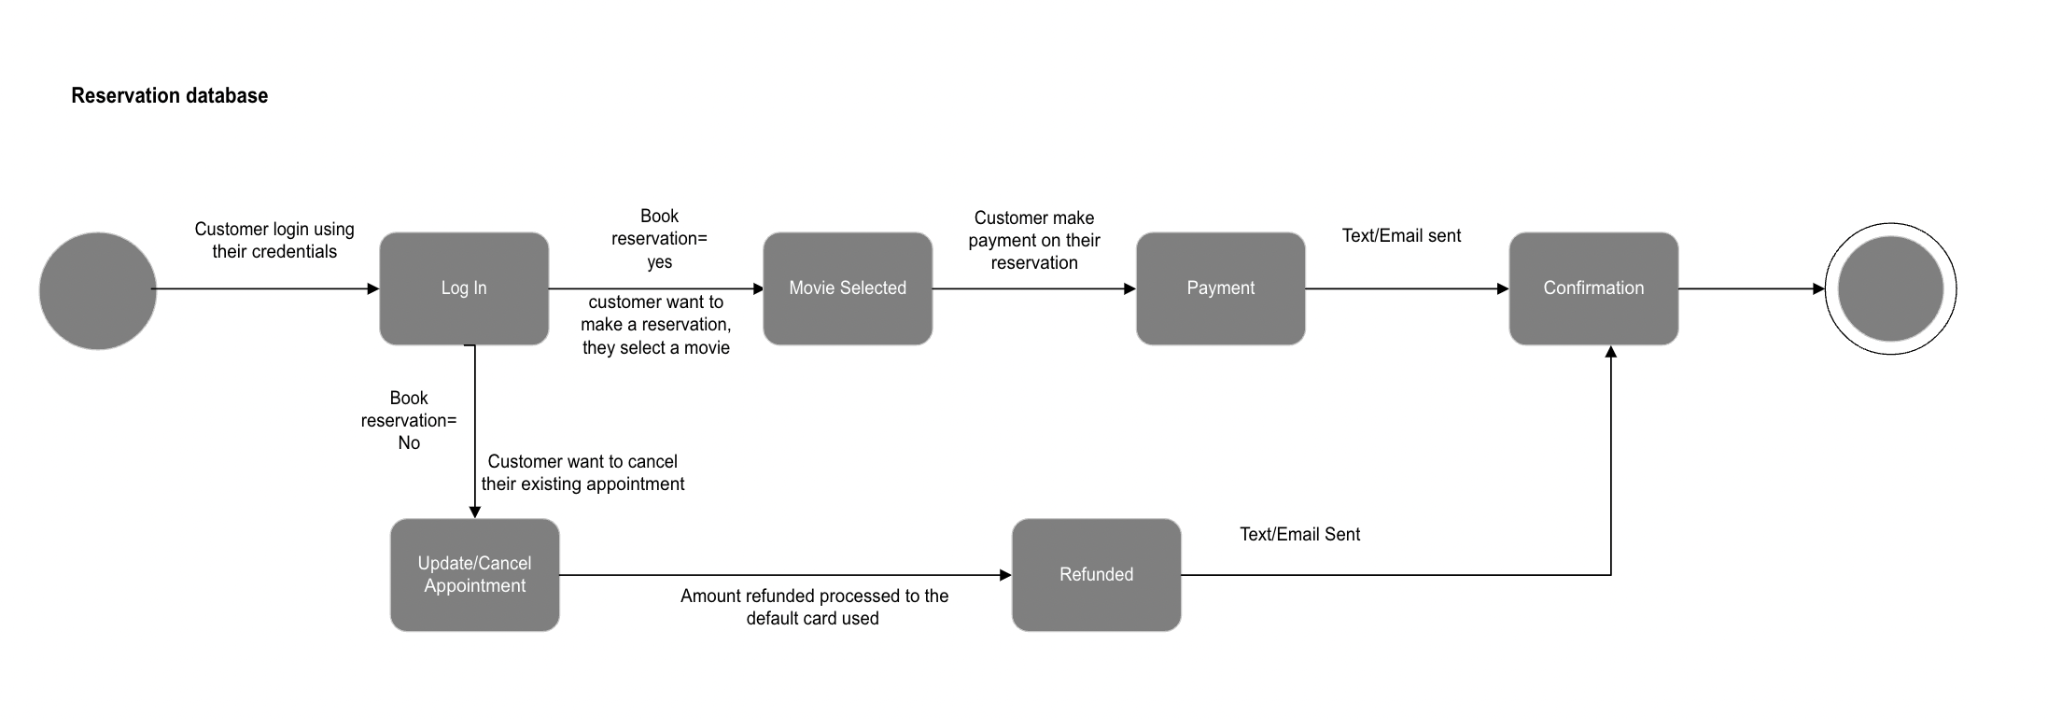 Reservation database
Customer login using
their credentials
Log In
Book
reservation=
yes
customer want to
make a reservation,
they select a movie
Movie Selected
Customer make
payment on their
reservation
Payment
Text/Email sent
Confirmation
Book
reservation=
No
Customer want to cancel
their existing appointment
Update/Cancel
Appointment
Amount refunded processed to the
default card used
Refunded
Text/Email Sent